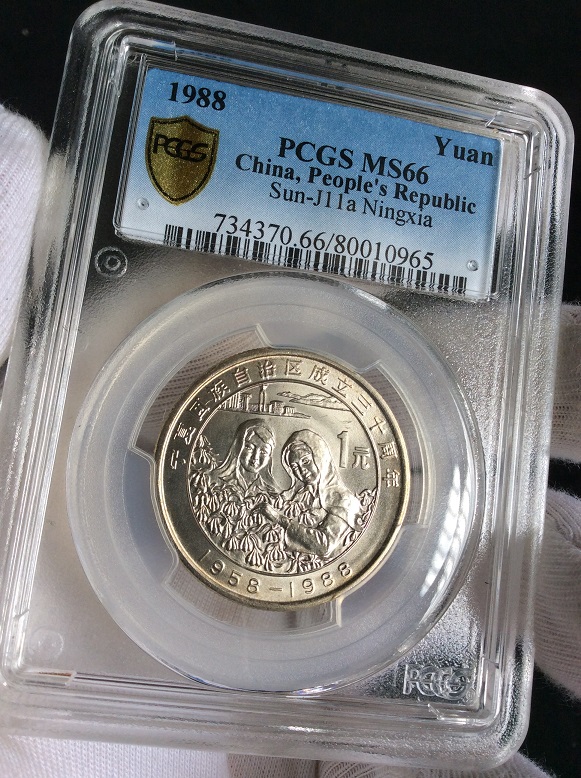 1988
Yuan
PCGS
PCGS MS66
China, People's Republic
Sun-J11a Ningxia
734370.66/80010965
宁夏回族自治区成立三十周年
1元
1958-1988
PCGS